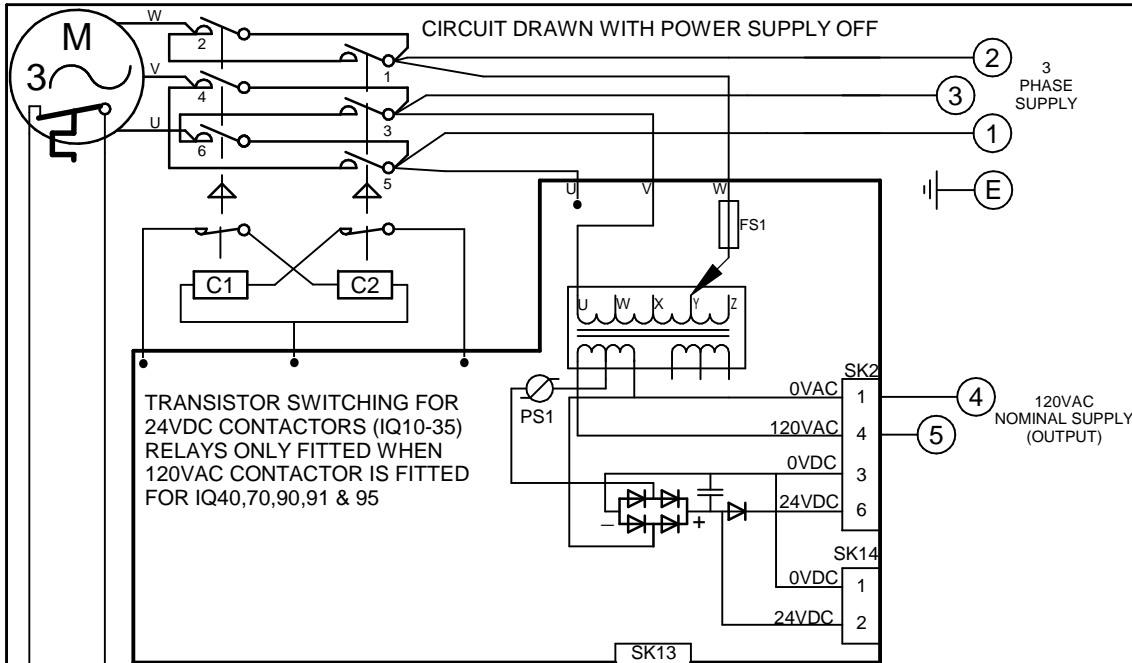 CIRCUIT DRAWN WITH POWER SUPPLY OFF
M
3
W
V
U
2
1
4
3
6
5
2
3
1
E
3
PHASE
SUPPLY
C1
C2
U
V
W
FS1
U
W
X
Y
Z
PS1
TRANSISTOR SWITCHING FOR
24VDC CONTACTORS (IQ10-35)
RELAYS ONLY FITTED WHEN
120VAC CONTACTOR IS FITTED
FOR IQ40,70,90,91 & 95
SK2
0VAC
1
120VAC
4
0VDC
3
24VDC
6
4
5
120VAC
NOMINAL SUPPLY
(OUTPUT)
–
+
SK14
0VDC
1
24VDC
2
SK13